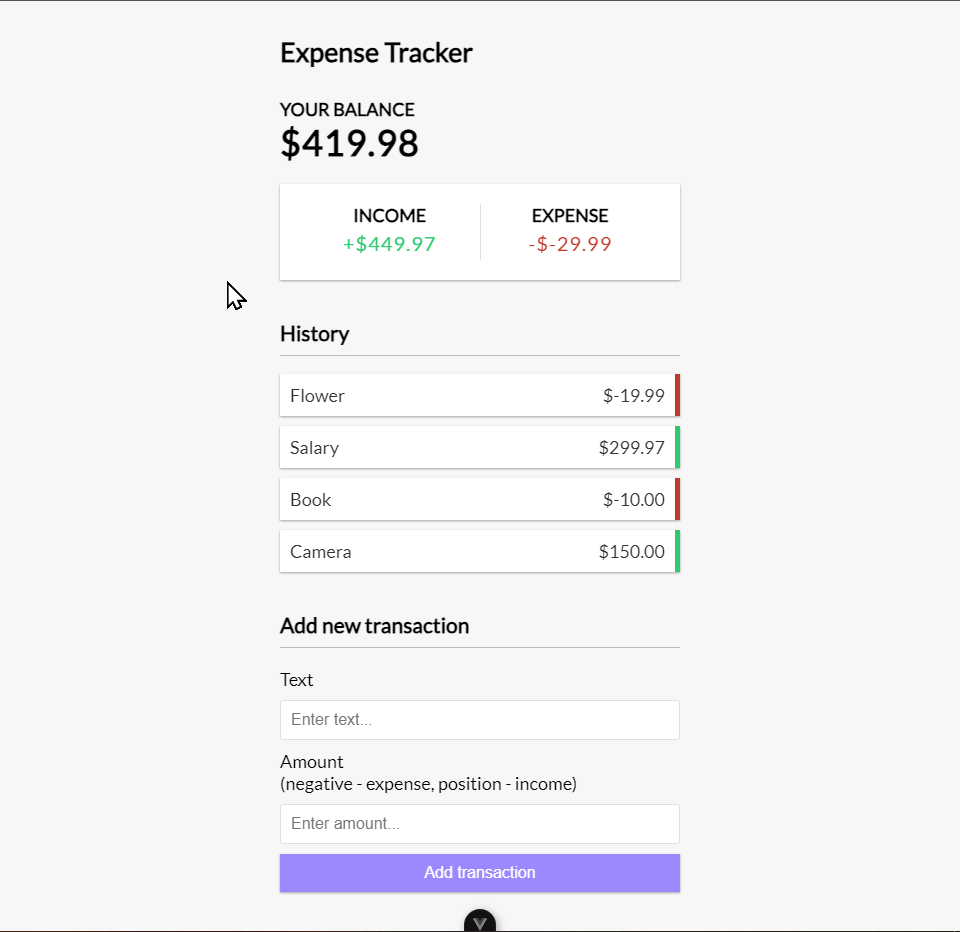 Expense Tracker
YOUR BALANCE
$419.98
INCOME EXPENSE
+$449.97 -$-29.99
History
Flower $-19.99
Salary $299.97
Book $-10.00
Camera $150.00
Add new transaction
Text
Enter text...
Amount
(negative - expense, position - income)
Enter amount...
Add transaction